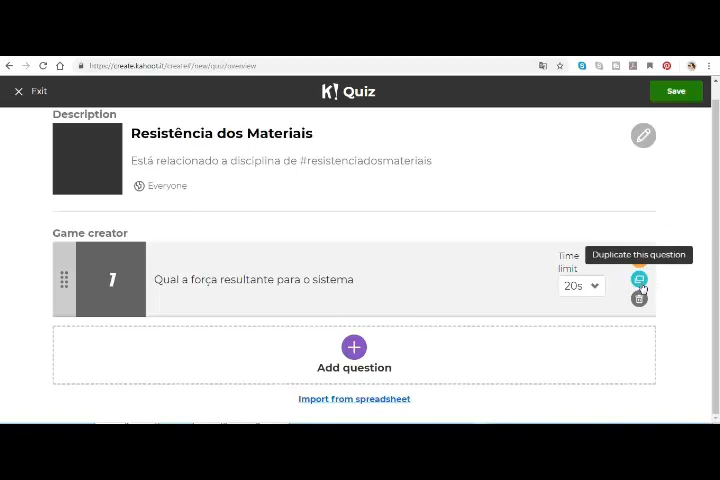 https://create.kahoot.it/create#/new/quiz/overview
Exit
K! Quiz
Save
Description
Resistência dos Materiais
Está relacionado a disciplina de #resistenciadosmateriais
Everyone
Game creator
Duplicate this question
Time
limit
1
Qual a força resultante para o sistema
20s
Add question
Import from spreadsheet